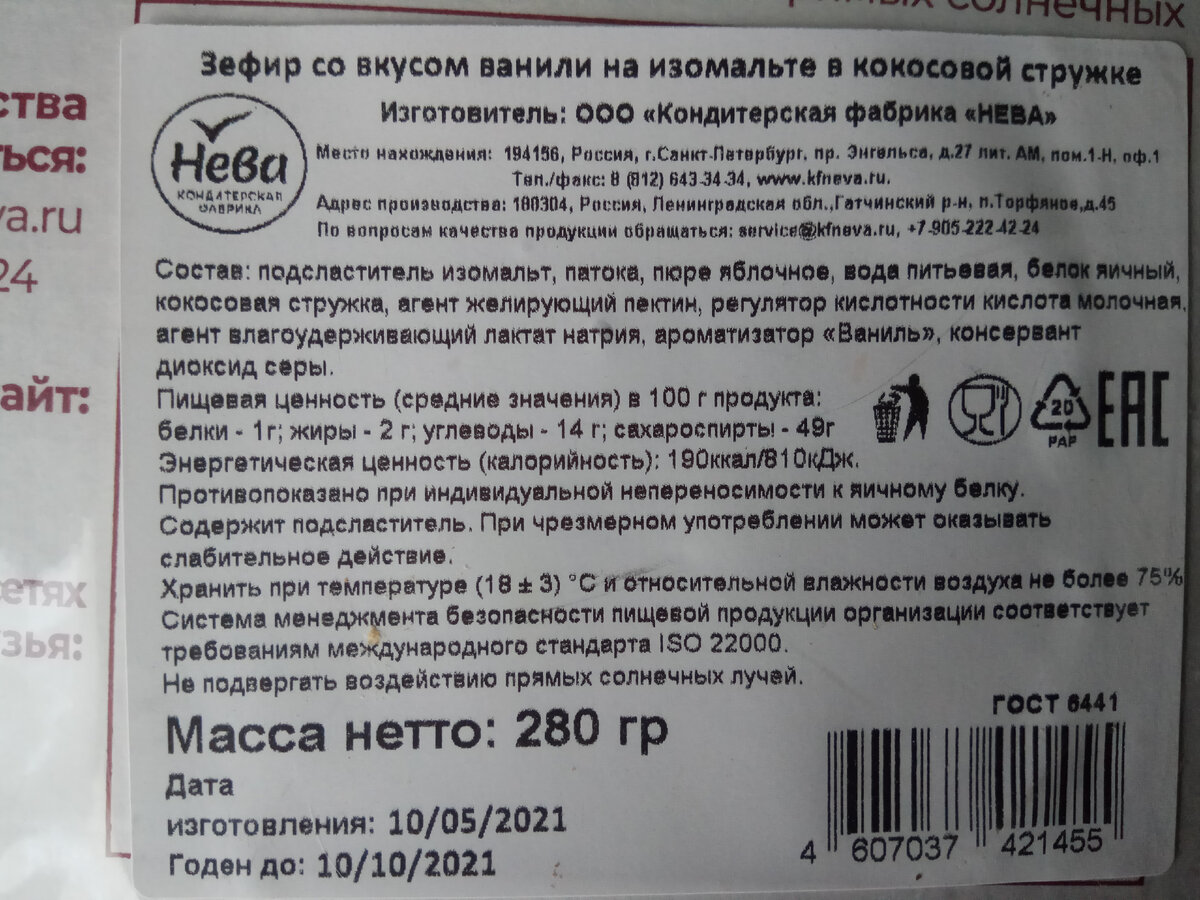 солнечных
ства
ться:
va.ru
24
айт:
сетях
узья:
Зефир со вкусом ванили на изомальте в кокосовой стружке
Изготовитель: ООО «Кондитерская фабрика «НЕВА»
Нева
КОНДИТЕРСКАЯ
ФАБРИКА
Место нахождения: 194156, Россия, г.Санкт-Петербург, пр. Энгельса, д.27 лит. АМ, пом.1-Н, оф.1
Тел./факс: 8 (812) 643-34-34, www.kfneva.ru.
Адрес производства: 180304, Россия, Ленинградская обл.,Гатчинский р-н, п.Торфяное,д.45
По вопросам качества продукции обращаться: service@kfneva.ru, +7-905-222-42-24
Состав: подсластитель изомальт, патока, пюре яблочное, вода питьевая, белок яичный,
кокосовая стружка, агент желирующий пектин, регулятор кислотности кислота молочная,
агент влагоудерживающий лактат натрия, ароматизатор «Ваниль», консервант
диоксид серы.
Пищевая ценность (средние значения) в 100 г продукта:
белки - 1г; жиры - 2 г; углеводы - 14 г; сахароспирты - 49г
Энергетическая ценность (калорийность): 190ккал/810кДж.
Противопоказано при индивидуальной непереносимости к яичному белку.
Содержит подсластитель. При чрезмерном употреблении может оказывать
слабительное действие.
Хранить при температуре (18 ± 3) °С и относительной влажности воздуха не более 75%
Система менеджмента безопасности пищевой продукции организации соответствует
требованиям международного стандарта ISO 22000.
Не подвергать воздействию прямых солнечных лучей.
20
PAP
EAC
Масса нетто: 280 гр
ГОСТ 6441
Дата
изготовления: 10/05/2021
Годен до: 10/10/2021
4 607037 421455